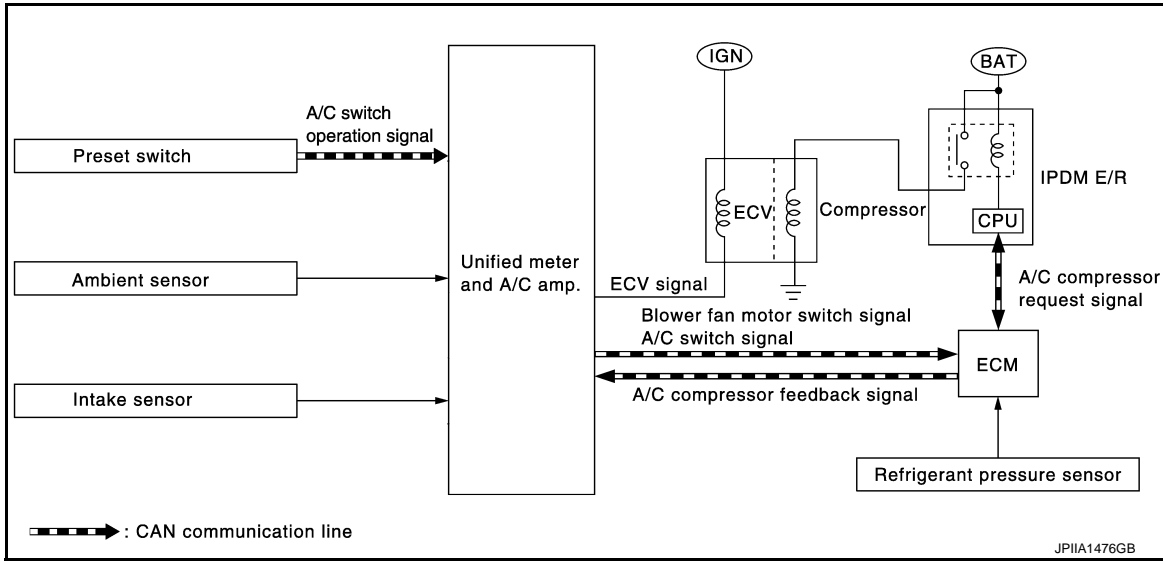 IGN
BAT
A/C switch
operation signal
Preset switch
IPDM E/R
ECV
Compressor
CPU
Ambient sensor
Unified meter
and A/C amp.
ECV signal
A/C compressor
request signal
Blower fan motor switch signal
A/C switch signal
ECM
Intake sensor
A/C compressor feedback signal
Refrigerant pressure sensor
: CAN communication line
JPIIA1476GB